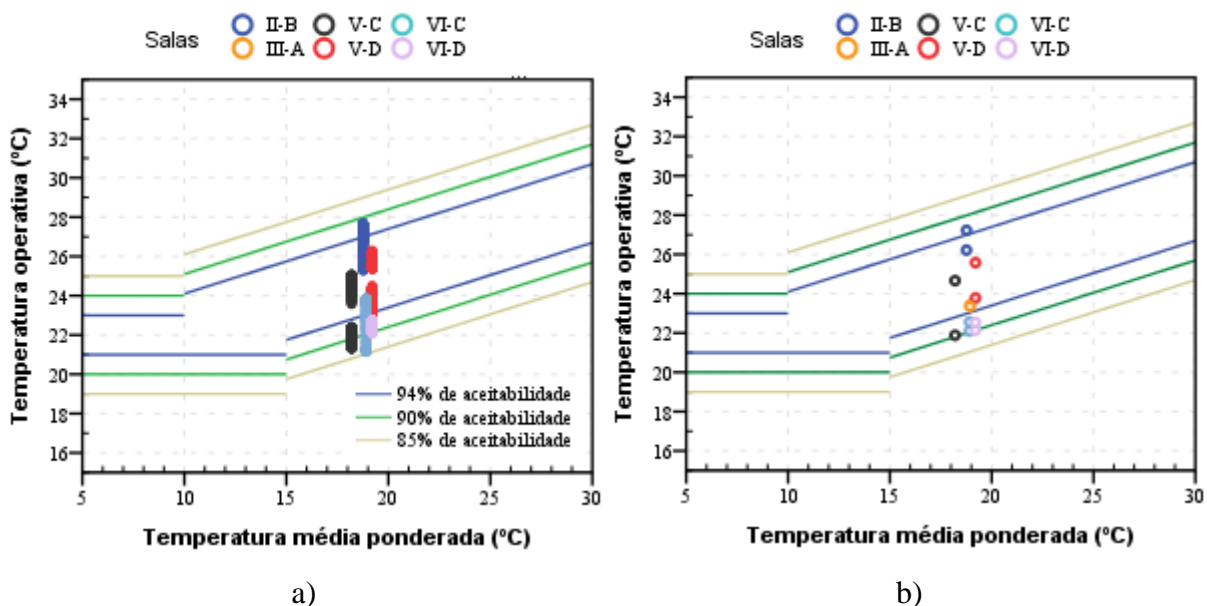 Salas II-B V-C VI-C
III-A V-D VI-D
...
Temperatura operativa (ºC)
34
32
30
28
26
24
22
20
18
16
94% de aceitabilidade
90% de aceitabilidade
85% de aceitabilidade
5 10 15 20 25 30
Temperatura média ponderada (ºC)
a)
Salas II-B V-C VI-C
III-A V-D VI-D
Temperatura operativa (ºC)
34
32
30
28
26
24
22
20
18
16
5 10 15 20 25 30
Temperatura média ponderada (ºC)
b)